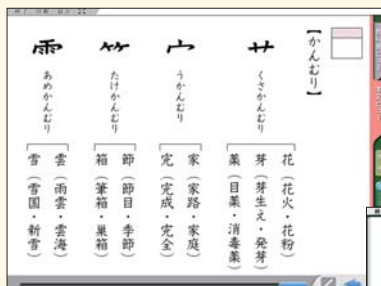 【かんむり】
艹
くさかんむり
花（花火・花粉）
芽（芽生え・発芽）
薬（目薬・消毒薬）
宀
うかんむり
家（家路・家庭）
完（完成・完全）
𥫗
たけかんむり
節（節目・季節）
箱（筆箱・巣箱）
雨
あめかんむり
雲（雨雲・雲海）
雪（雪国・新雪）